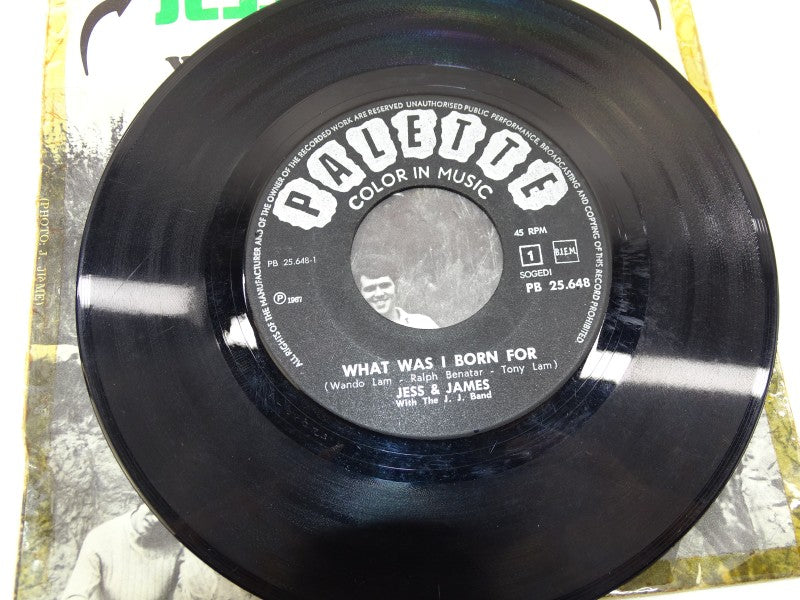 JES
ALL RIGHTS OF THE MANUFACTURER AND OF THE OWNER OF THE RECORDED WORK ARE RESERVED UNAUTHORISED PUBLIC PERFORMANCE, BROADCASTING AND COPYING OF THIS RECORD PROHIBITED.
PALETTE
COLOR IN MUSIC
45 RPM
PB 25.648-1
1
B.I.E.M.
SOGEDI
PB 25.648
℗ 1967
WHAT WAS I BORN FOR
(Wando Lam - Ralph Benatar - Tony Lam)
JESS & JAMES
With The J. J. Band
(PHOTO: J. JIEME)